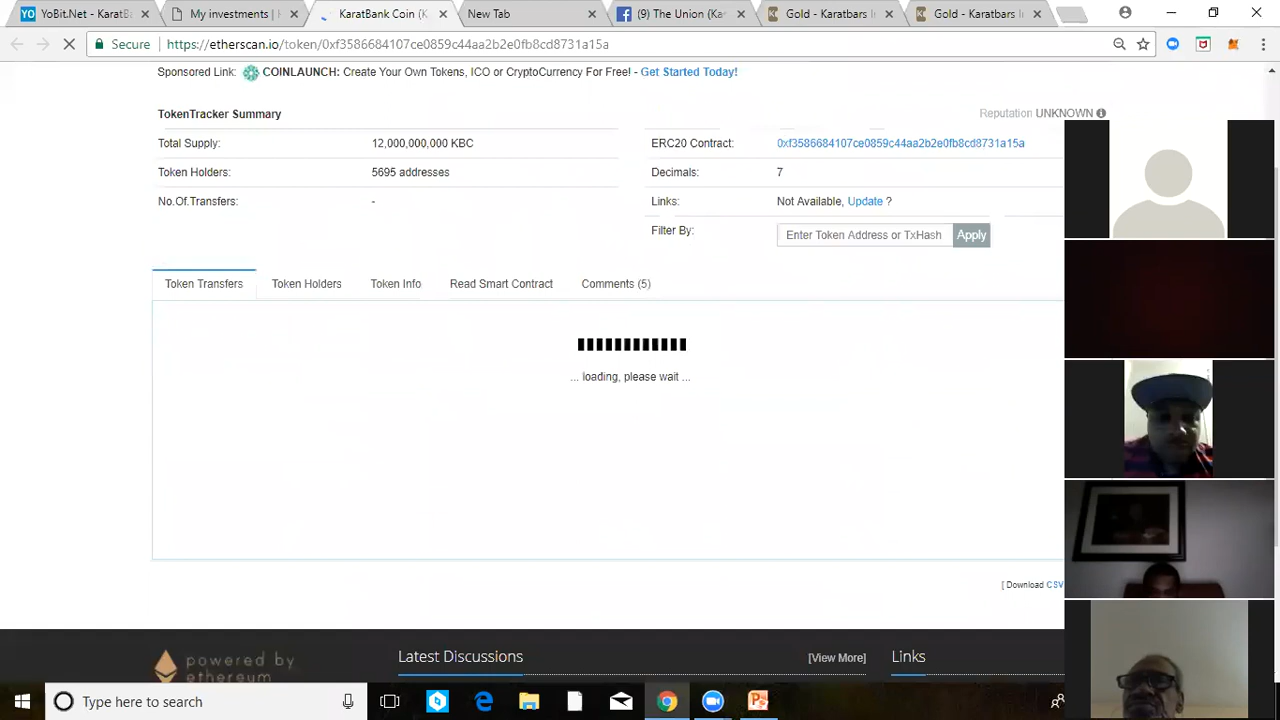 YO YoBit.Net - KaratB
My investments |
KaratBank Coin (K
New Tab
(9) The Union (Ka
Gold - Karatbars In
Gold - Karatbars In
Secure https://etherscan.io/token/0xf3586684107ce0859c44aa2b2e0fb8cd8731a15a
Sponsored Link: COINLAUNCH: Create Your Own Tokens, ICO or CryptoCurrency For Free! - Get Started Today!
TokenTracker Summary
Reputation UNKNOWN
Total Supply: 12,000,000,000 KBC
ERC20 Contract: 0xf3586684107ce0859c44aa2b2e0fb8cd8731a15a
Token Holders: 5695 addresses
Decimals: 7
No.Of.Transfers: -
Links: Not Available, Update ?
Filter By: Enter Token Address or TxHash Apply
Token Transfers Token Holders Token Info Read Smart Contract Comments (5)
... loading, please wait ...
[ Download CSV
powered by
ethereum
Latest Discussions
[View More]
Links
Type here to search